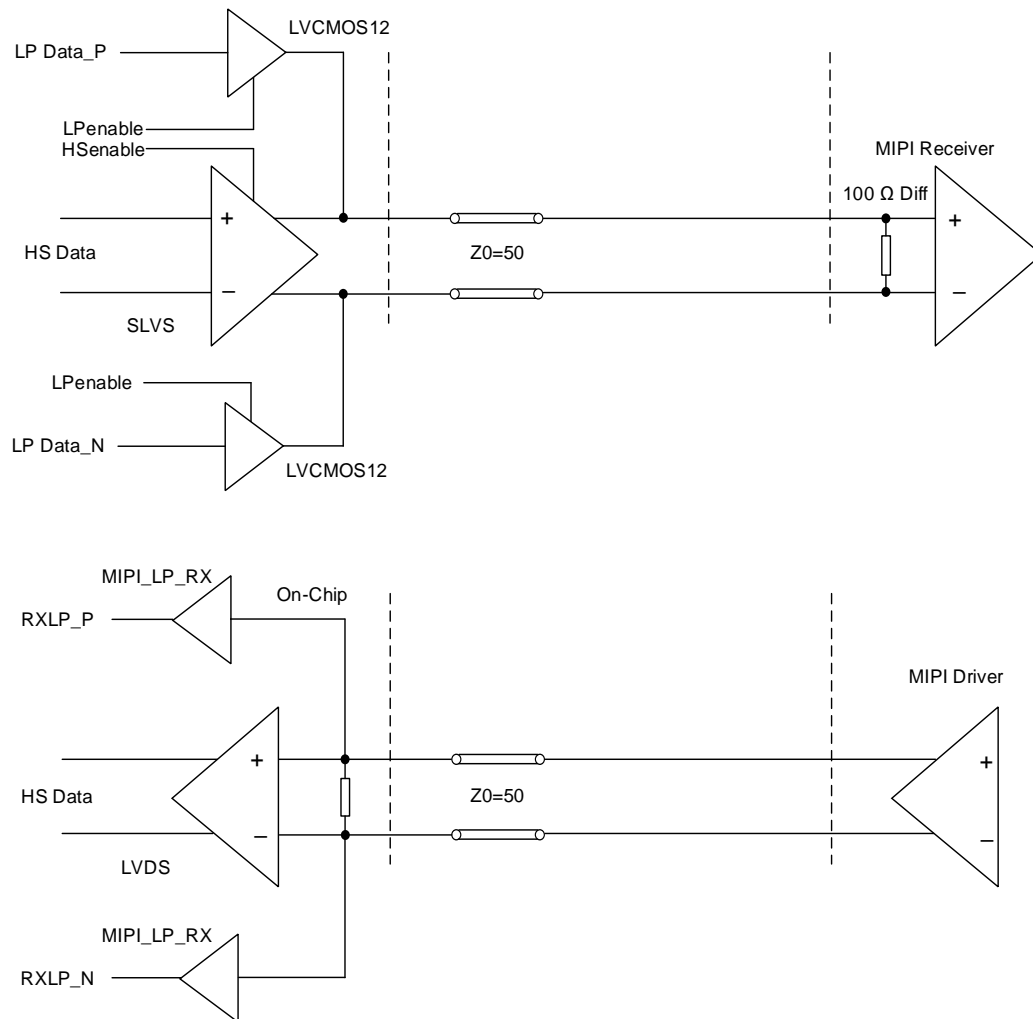 LVCMOS12
LP Data_P
LPenable
HSenable
MIPI Receiver
100 Ω Diff
+
+
HS Data
Z0=50
−
−
SLVS
LPenable
LP Data_N
LVCMOS12
MIPI_LP_RX
On-Chip
RXLP_P
MIPI Driver
+
+
HS Data
Z0=50
−
−
LVDS
MIPI_LP_RX
RXLP_N